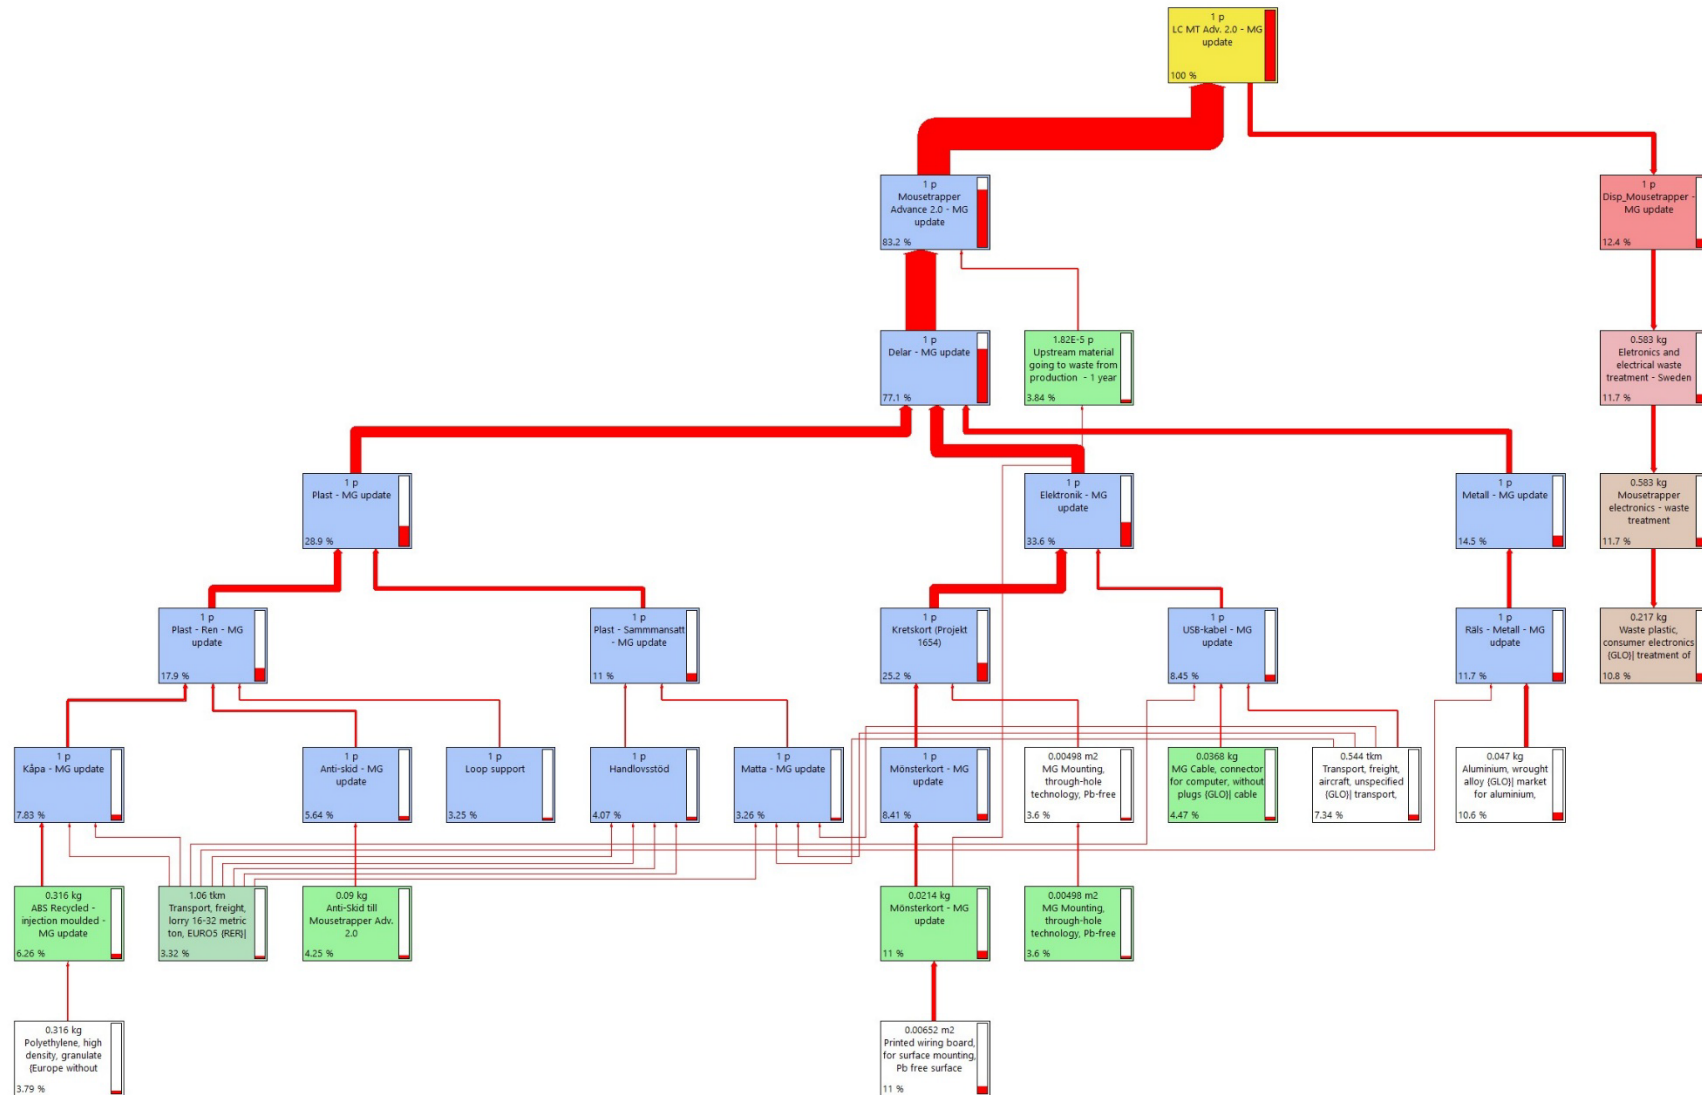 1 p
LC MT Adv. 2.0 - MG
update
100 %
1 p
Mousetrapper
Advance 2.0 - MG
update
83.2 %
1 p
Disp_Mousetrapper -
MG update
12.4 %
1 p
Delar - MG update
77.1 %
1.82E-5 p
Upstream material
going to waste from
production - 1 year
3.84 %
0.583 kg
Eletronics and
electrical waste
treatment - Sweden
11.7 %
1 p
Plast - MG update
28.9 %
1 p
Elektronik - MG
update
33.6 %
1 p
Metall - MG update
14.5 %
0.583 kg
Mousetrapper
electronics - waste
treatment
11.7 %
1 p
Plast - Ren - MG
update
17.9 %
1 p
Plast - Sammmansatt
- MG update
11 %
1 p
Kretskort (Projekt
1654)
25.2 %
1 p
USB-kabel - MG
update
8.45 %
1 p
Räls - Metall - MG
udpate
11.7 %
0.217 kg
Waste plastic,
consumer electronics
{GLO}| treatment of
10.8 %
1 p
Kåpa - MG update
7.83 %
1 p
Anti-skid - MG
update
5.64 %
1 p
Loop support
3.25 %
1 p
Handlovsstöd
4.07 %
1 p
Matta - MG update
3.26 %
1 p
Mönsterkort - MG
update
8.41 %
0.00498 m2
MG Mounting,
through-hole
technology, Pb-free
3.6 %
0.0368 kg
MG Cable, connector
for computer, without
plugs {GLO}| cable
4.47 %
0.544 tkm
Transport, freight,
aircraft, unspecified
{GLO}| transport,
7.34 %
0.047 kg
Aluminium, wrought
alloy {GLO}| market
for aluminium,
10.6 %
0.316 kg
ABS Recycled -
injection moulded -
MG update
6.26 %
1.06 tkm
Transport, freight,
lorry 16-32 metric
ton, EURO5 {RER}|
3.32 %
0.09 kg
Anti-Skid till
Mousetrapper Adv.
2.0
4.25 %
0.0214 kg
Mönsterkort - MG
update
11 %
0.00498 m2
MG Mounting,
through-hole
technology, Pb-free
3.6 %
0.316 kg
Polyethylene, high
density, granulate
{Europe without
3.79 %
0.00652 m2
Printed wiring board,
for surface mounting,
Pb free surface
11 %